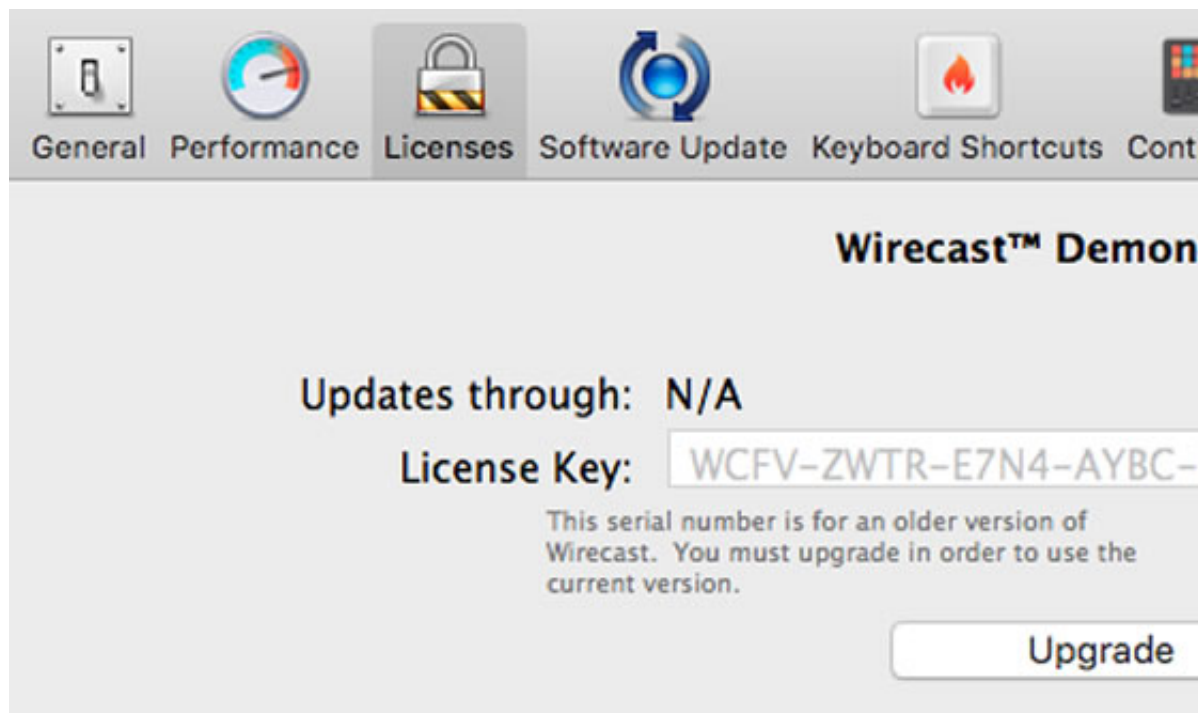 General Performance Licenses Software Update Keyboard Shortcuts Cont
Wirecast™ Demon
Updates through: N/A
License Key: WCFV-ZWTR-E7N4-AYBC-
This serial number is for an older version of
Wirecast. You must upgrade in order to use the
current version.
Upgrade